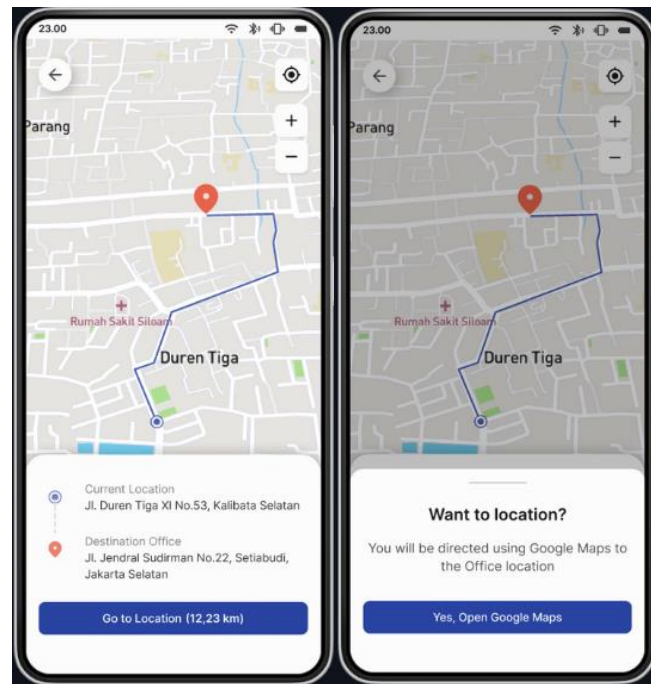 23.00
+
Parang
−
Rumah Sakit Siloam
Duren Tiga
Current Location
Jl. Duren Tiga XI No.53, Kalibata Selatan
Destination Office
Jl. Jendral Sudirman No.22, Setiabudi,
Jakarta Selatan
Go to Location (12,23 km)
23.00
+
Parang
−
Rumah Sakit Siloam
Duren Tiga
Want to location?
You will be directed using Google Maps to
the Office location
Yes, Open Google Maps